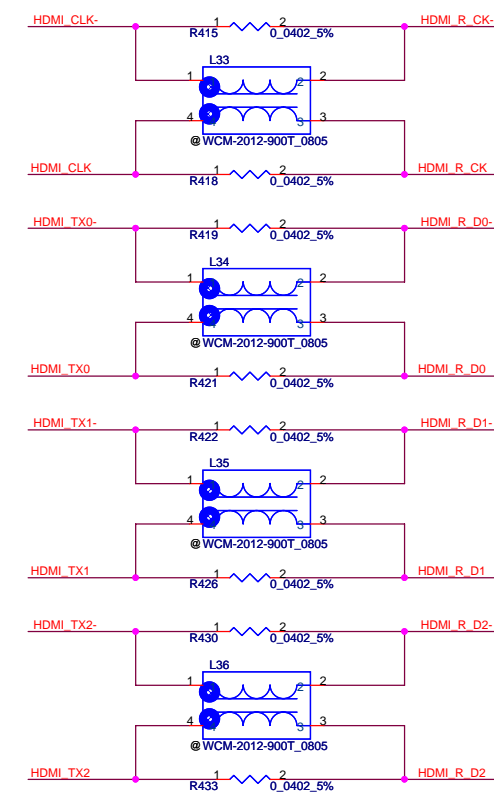 HDMI_CLK- 1 2 HDMI_R_CK-
R415 0_0402_5%
L33
1 2 2
4 3 3
@ WCM-2012-900T_0805
HDMI_CLK 1 2 HDMI_R_CK
R418 0_0402_5%
HDMI_TX0- 1 2 HDMI_R_D0-
R419 0_0402_5%
L34
1 2 2
4 3 3
@ WCM-2012-900T_0805
HDMI_TX0 1 2 HDMI_R_D0
R421 0_0402_5%
HDMI_TX1- 1 2 HDMI_R_D1-
R422 0_0402_5%
L35
1 2 2
4 3 3
@ WCM-2012-900T_0805
HDMI_TX1 1 2 HDMI_R_D1
R426 0_0402_5%
HDMI_TX2- 1 2 HDMI_R_D2-
R430 0_0402_5%
L36
1 2 2
4 3 3
@ WCM-2012-900T_0805
HDMI_TX2 1 2 HDMI_R_D2
R433 0_0402_5%